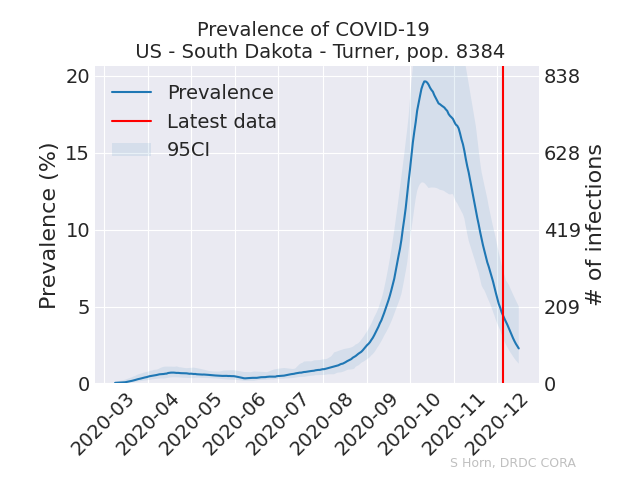 Prevalence of COVID-19
US - South Dakota - Turner, pop. 8384
Prevalence
Latest data
95CI
Prevalence (%)
20
15
10
5
0
838
628
419
209
0
# of infections
2020-03
2020-04
2020-05
2020-06
2020-07
2020-08
2020-09
2020-10
2020-11
2020-12
S Horn, DRDC CORA